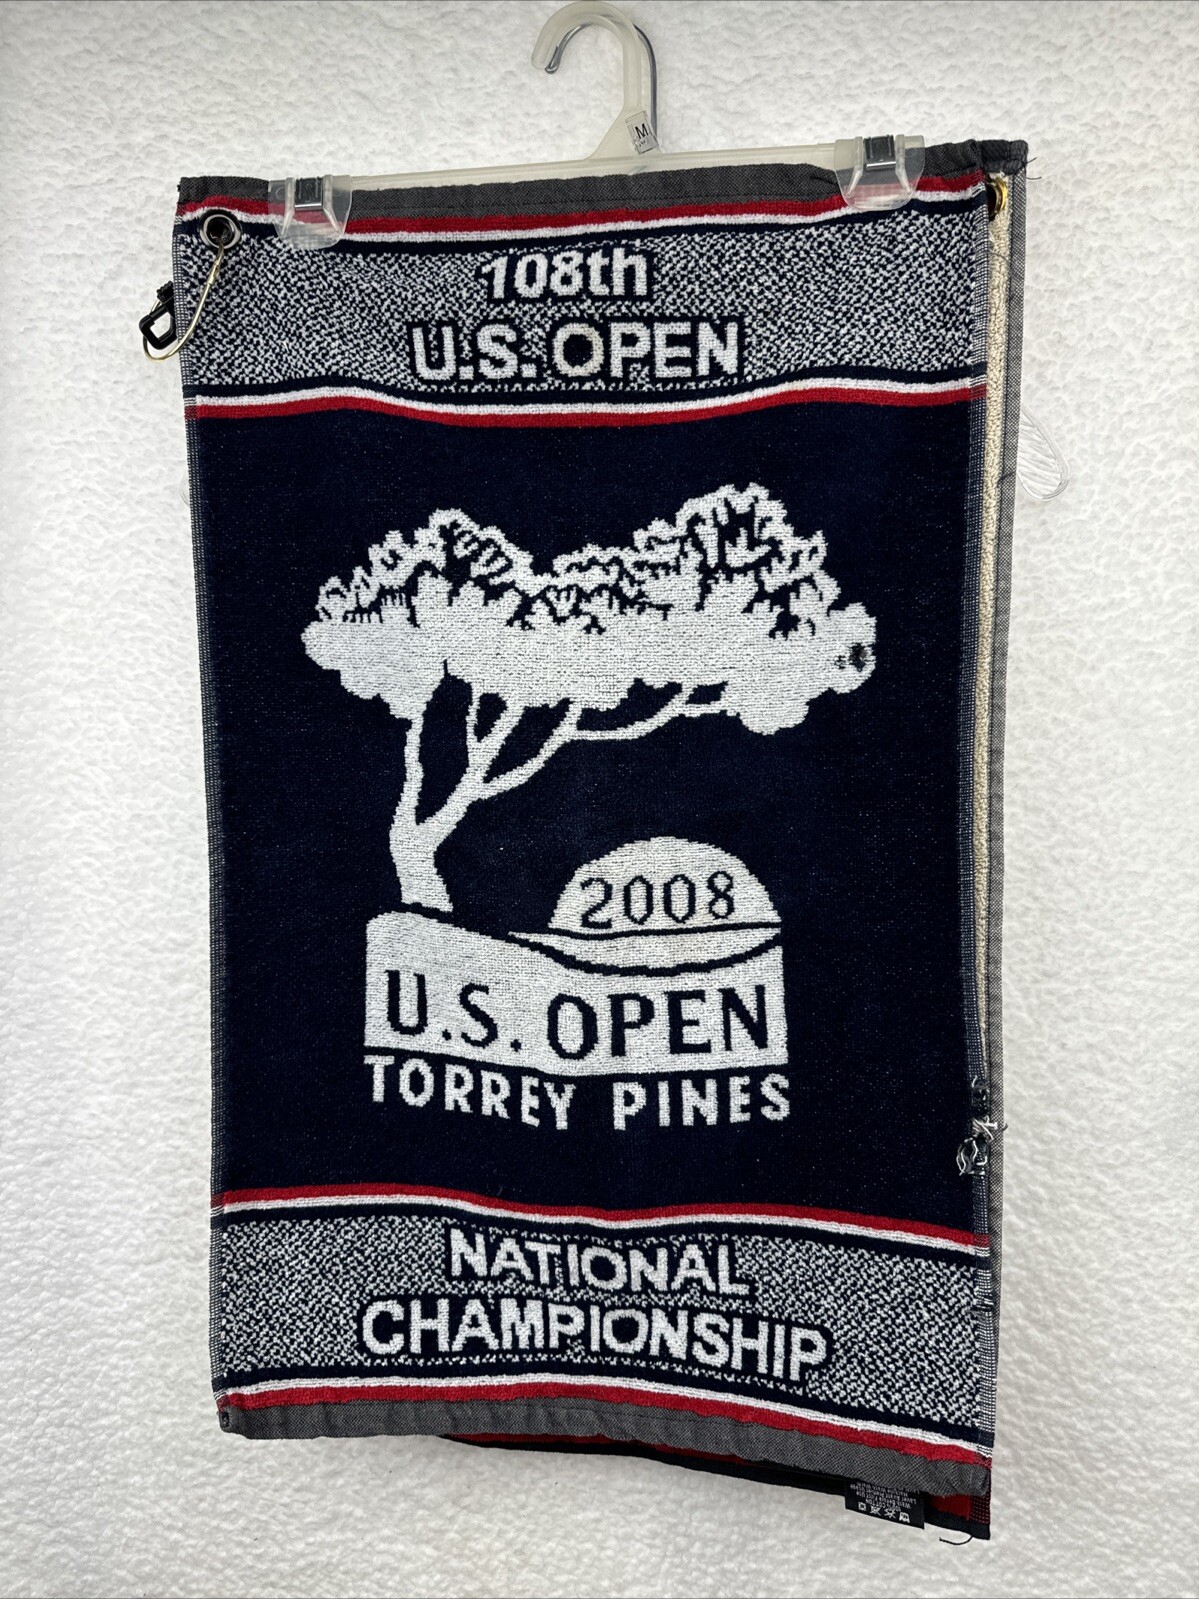 M
108th
U.S. OPEN
2008
U.S. OPEN
TORREY PINES
NATIONAL
CHAMPIONSHIP